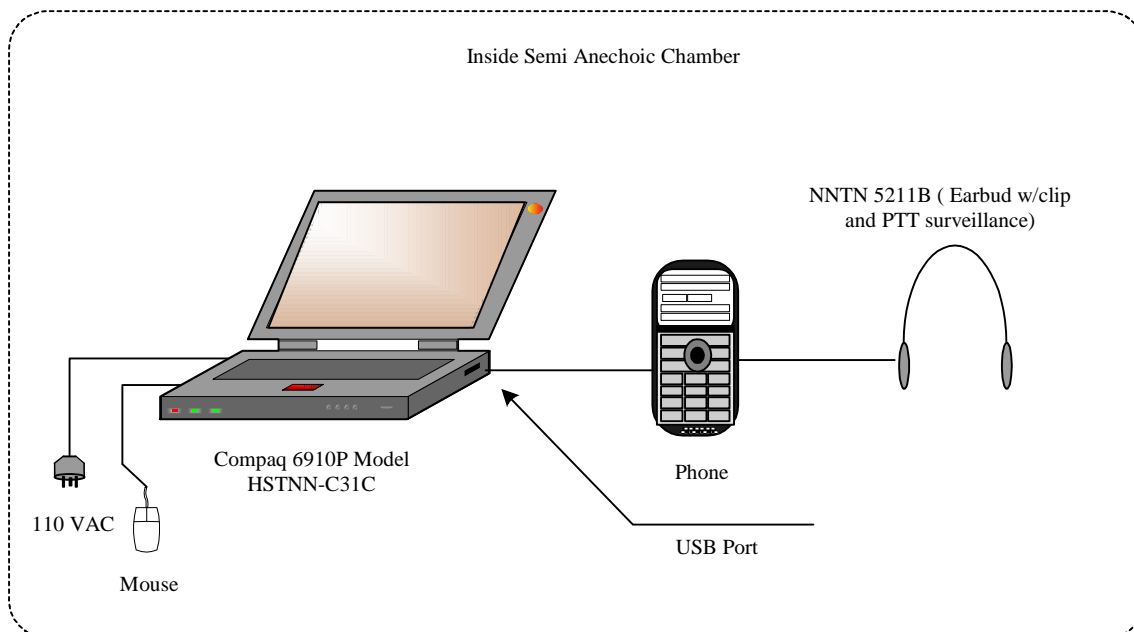 Inside Semi Anechoic Chamber
NNTN 5211B ( Earbud w/clip
and PTT surveillance)
Compaq 6910P Model
HSTNN-C31C
Phone
110 VAC
USB Port
Mouse